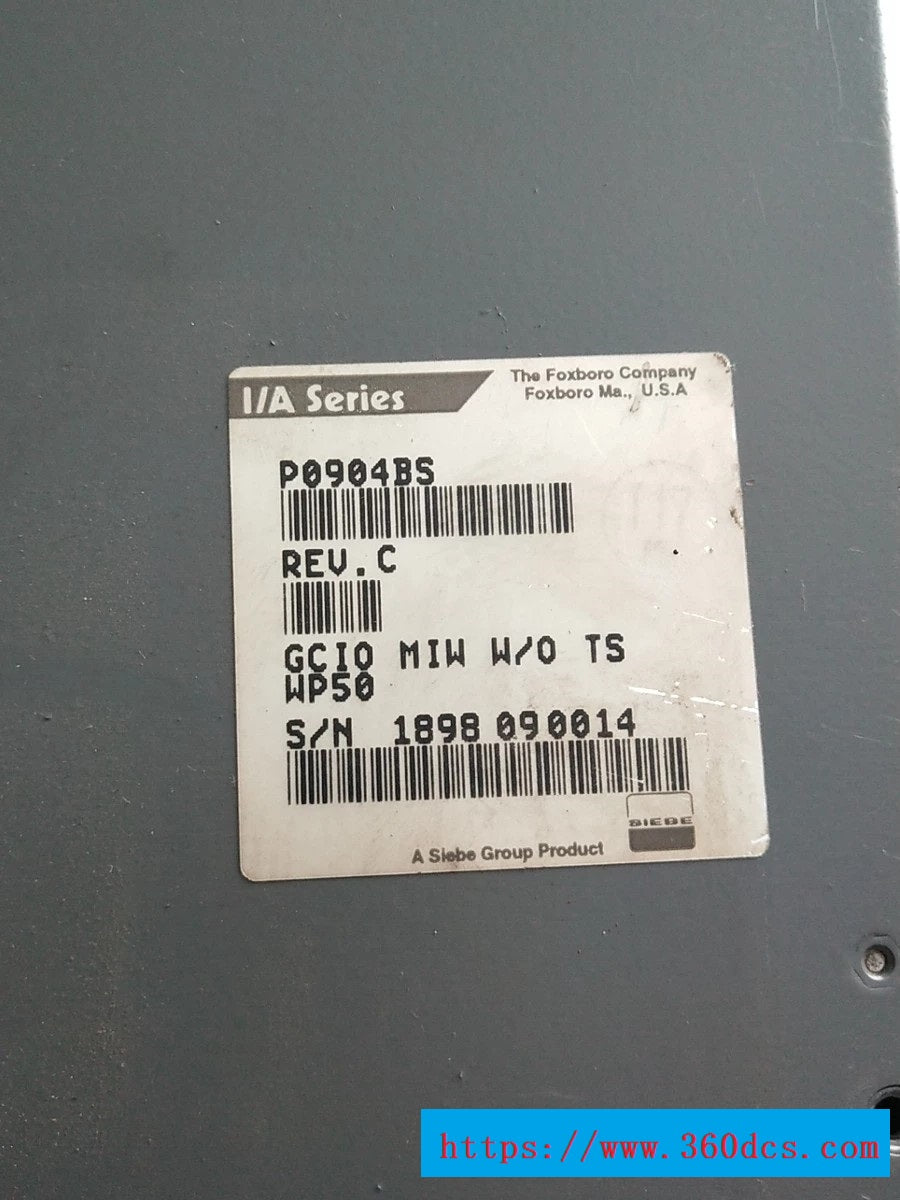 I/A Series
The Foxboro Company
Foxboro Ma., U.S.A
P0904BS
REV.C
GCIO MIW W/O TS
WP50
S/N 1898 090014
SIEBE
A Siebe Group Product
https://www.360dcs.com